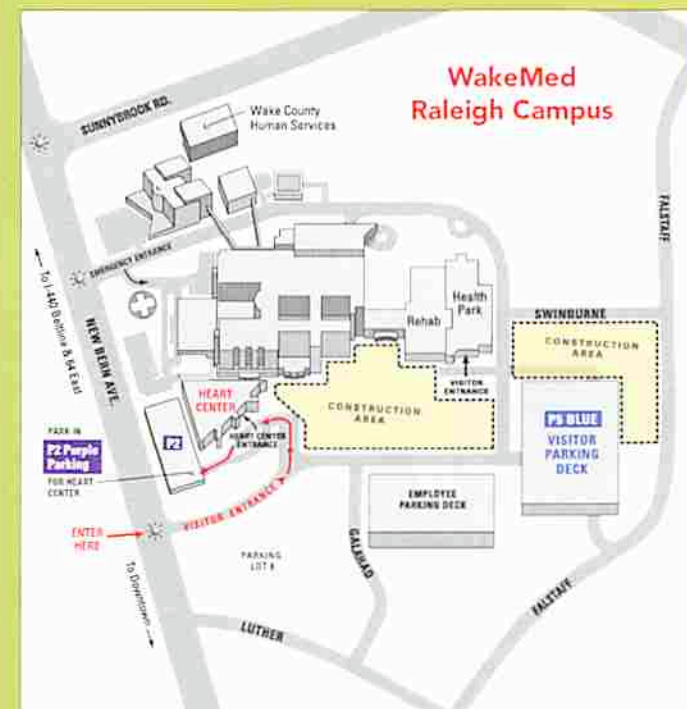 WakeMed
Raleigh Campus
SUNNYBROOK RD.
Wake County
Human Services
FALSTAFF
EMERGENCY ENTRANCE
To I-440 Beltline & 64 East
NEW BERN AVE.
Rehab
Health
Park
SWINBURNE
CONSTRUCTION
AREA
VISITOR
ENTRANCE
HEART
CENTER
HEART CENTER
ENTRANCE
CONSTRUCTION
AREA
PARK IN
P2 Purple
Parking
FOR HEART
CENTER
P2
P5 BLUE
VISITOR
PARKING
DECK
EMPLOYEE
PARKING DECK
VISITOR ENTRANCE
ENTER
HERE
PARKING
LOT 8
GALAHAD
FALSTAFF
To Downtown
LUTHER